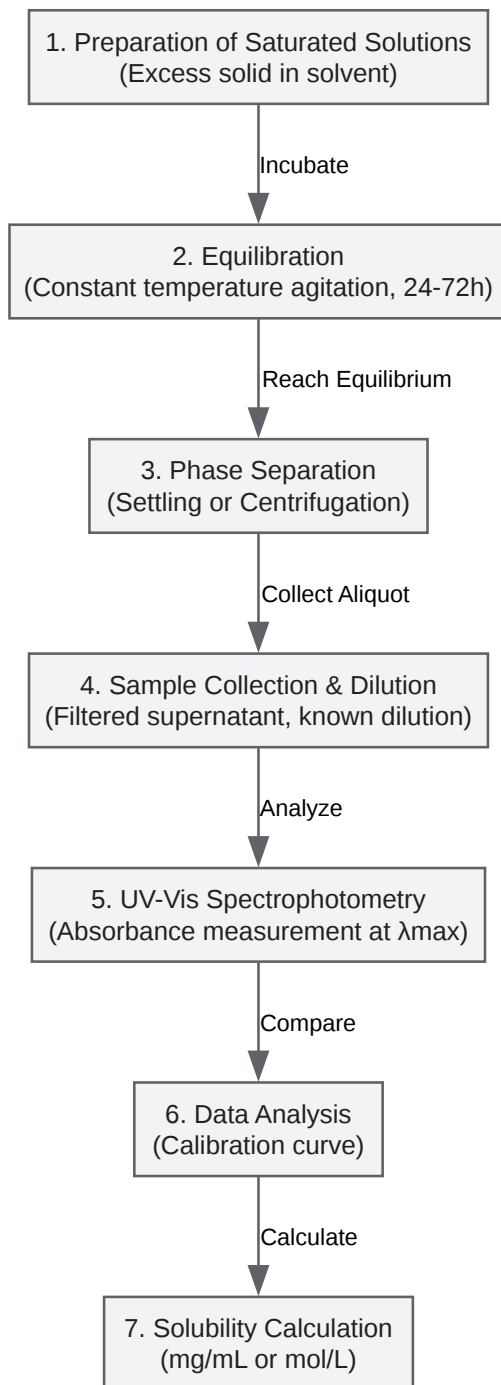 1. Preparation of Saturated Solutions
(Excess solid in solvent)
Incubate
2. Equilibration
(Constant temperature agitation, 24-72h)
Reach Equilibrium
3. Phase Separation
(Settling or Centrifugation)
Collect Aliquot
4. Sample Collection & Dilution
(Filtered supernatant, known dilution)
Analyze
5. UV-Vis Spectrophotometry
(Absorbance measurement at λmax)
Compare
6. Data Analysis
(Calibration curve)
Calculate
7. Solubility Calculation
(mg/mL or mol/L)